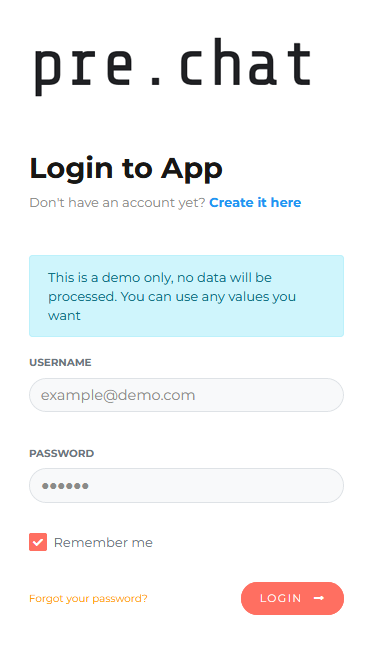 pre.chat
Login to App
Don't have an account yet? Create it here
This is a demo only, no data will be
processed. You can use any values you
want
USERNAME
example@demo.com
PASSWORD
••••••
Remember me
Forgot your password?
LOGIN →